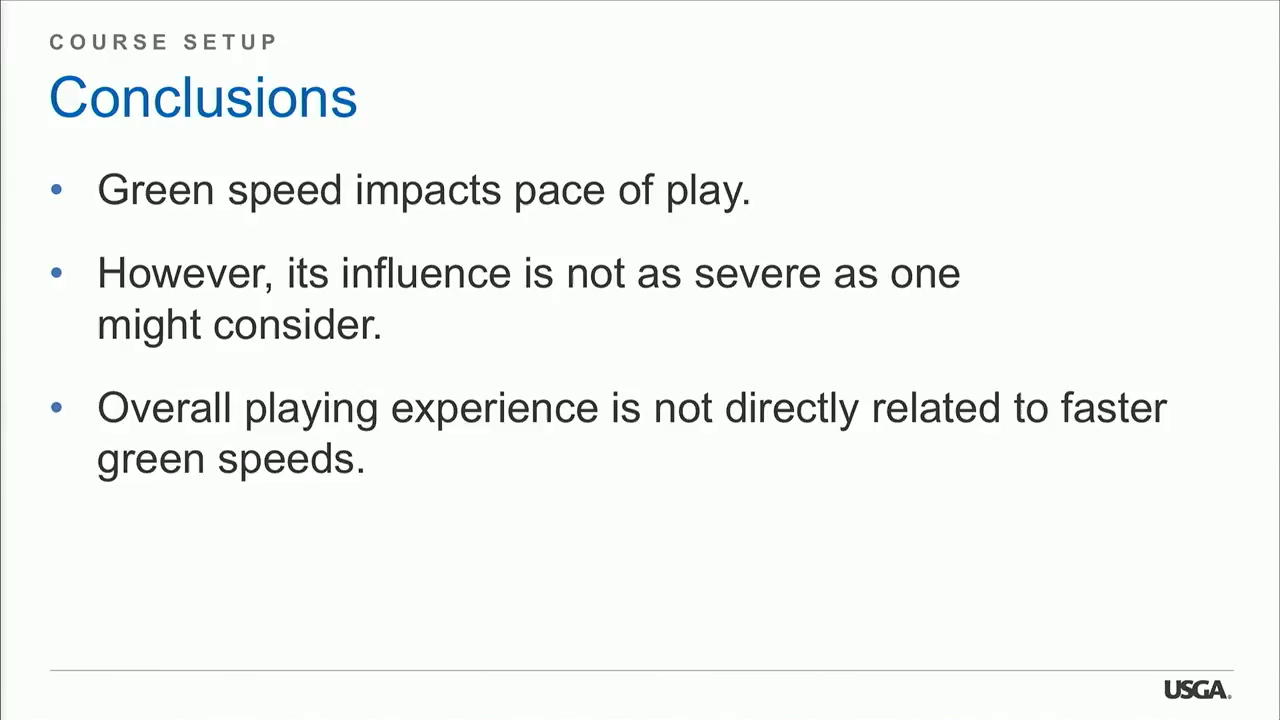 COURSE SETUP
Conclusions
• Green speed impacts pace of play.
• However, its influence is not as severe as one
might consider.
• Overall playing experience is not directly related to faster
green speeds.
USGA.